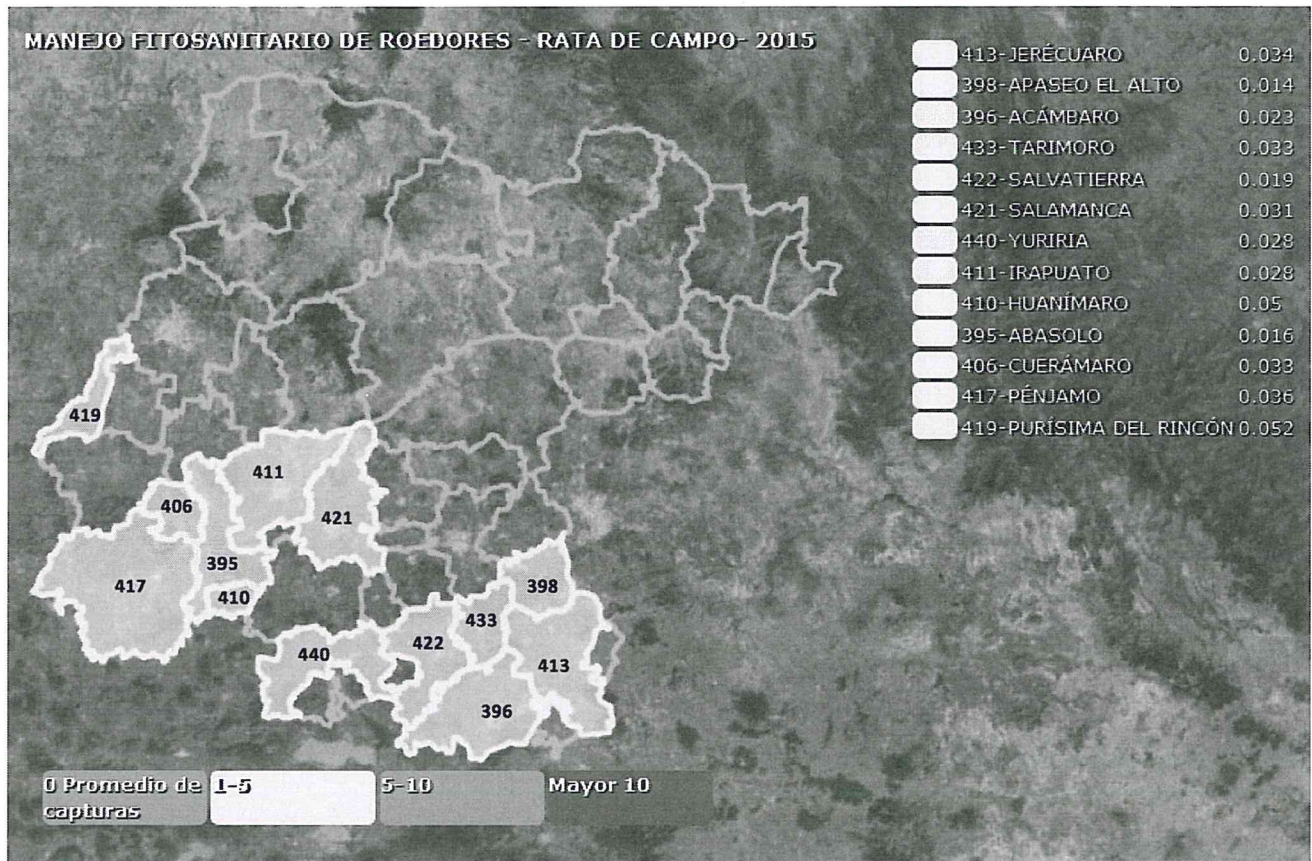 MANEJO FITOSANITARIO DE ROEDORES - RATA DE CAMPO- 2015
413-JERÉCUARO 0.034
398-APASEO EL ALTO 0.014
396-ACÁMBARO 0.023
433-TARIMORO 0.033
422-SALVATIERRA 0.019
421-SALAMANCA 0.031
440-YURIRIA 0.028
411-IRAPUATO 0.028
410-HUANÍMARO 0.05
395-ABASOLO 0.016
406-CUERÁMARO 0.033
417-PÉNJAMO 0.036
419-PURÍSIMA DEL RINCÓN 0.052
419
411
406
421
395
417
410
398
433
422
440
413
396
0 Promedio de capturas
1-5
5-10
Mayor 10